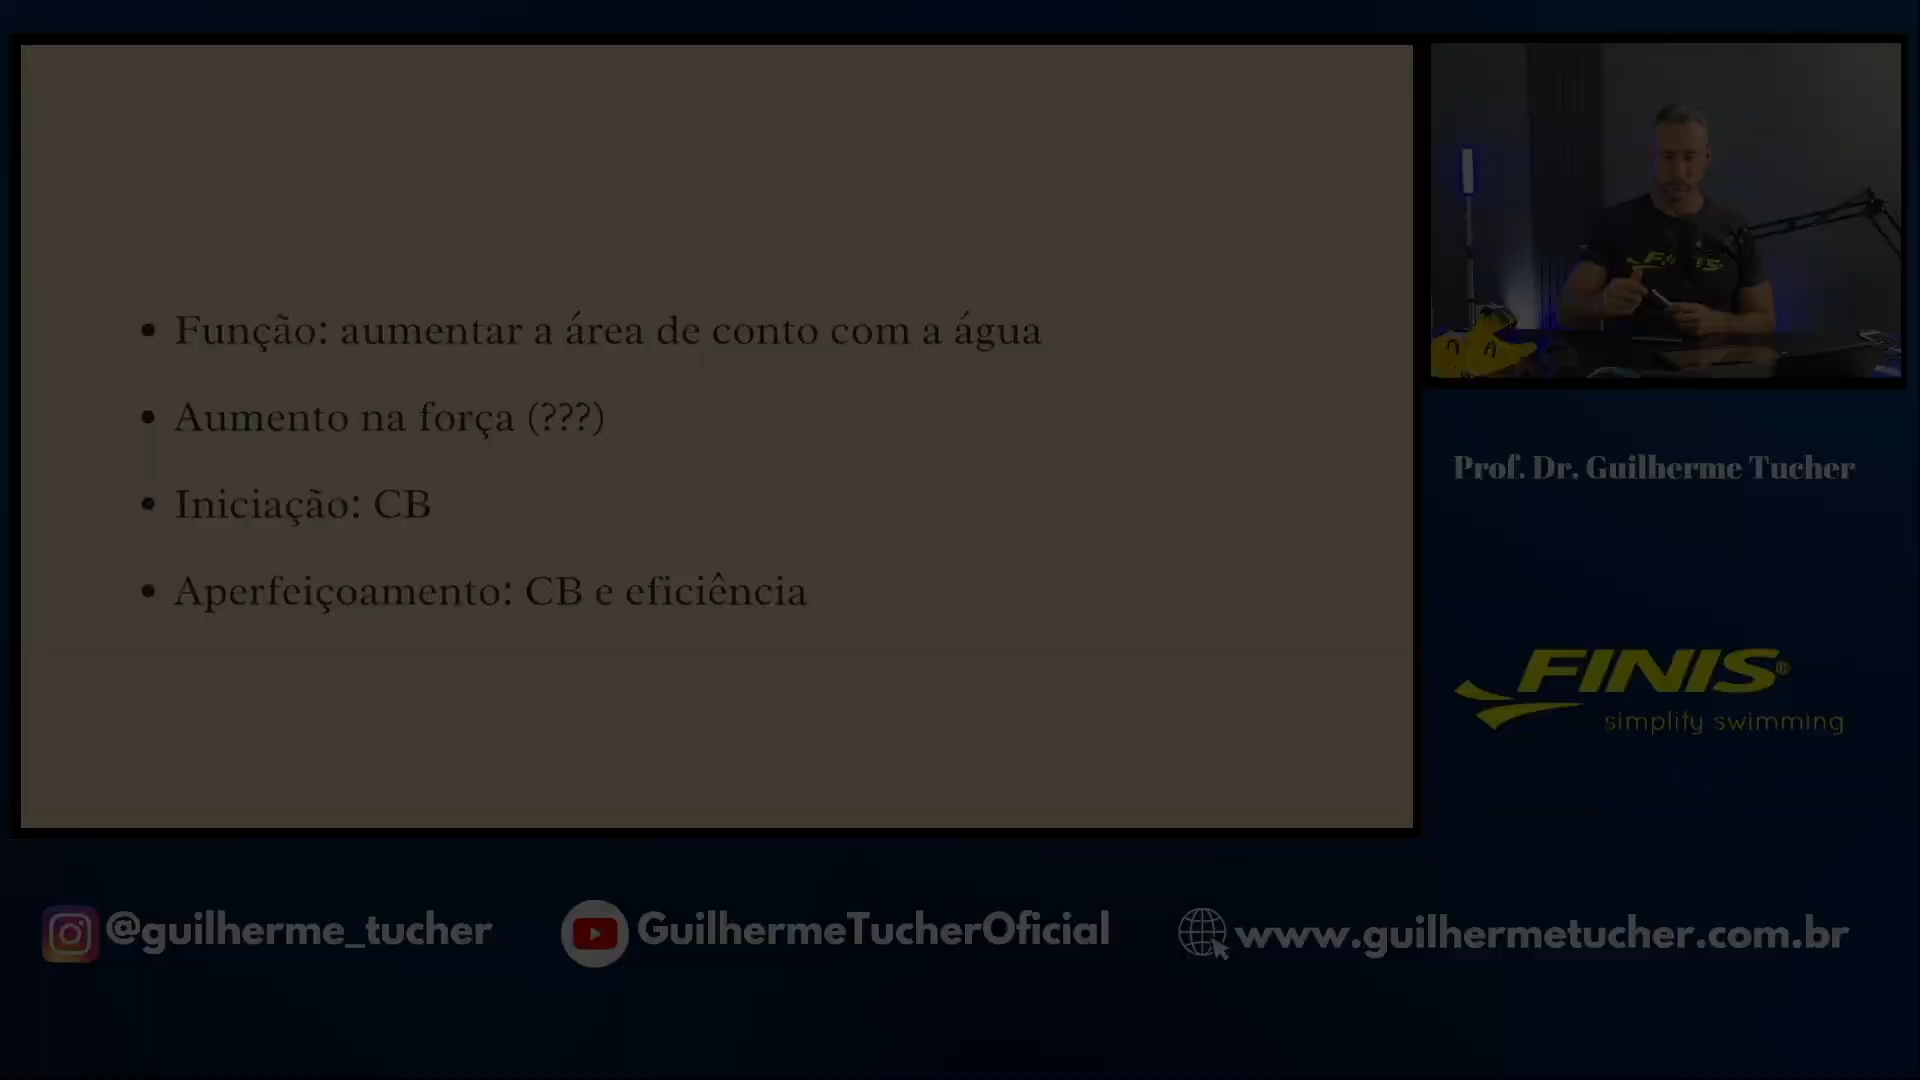 • Função: aumentar a área de conto com a água
• Aumento na força (???)
• Iniciação: CB
• Aperfeiçoamento: CB e eficiência
FINIS
Prof. Dr. Guilherme Tucher
FINIS®
simplify swimming
@guilherme_tucher
GuilhermeTucherOficial
www.guilhermetucher.com.br